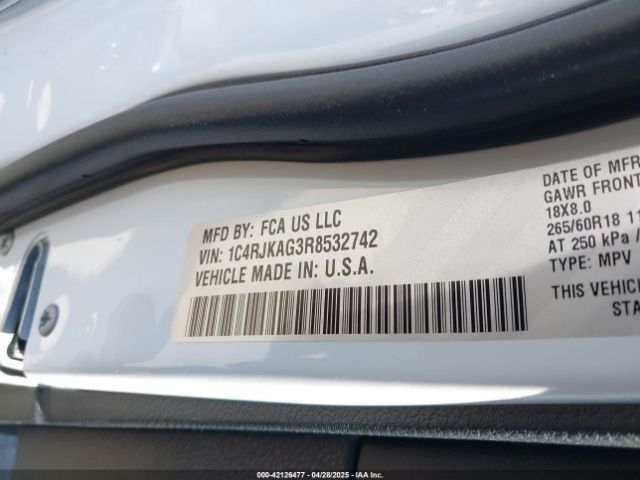 MFD BY: FCA US LLC
VIN: 1C4RJKAG3R8532742
VEHICLE MADE IN: U.S.A.
DATE OF MFR
GAWR FRONT
18X8.0
265/60R18 11
AT 250 kPa /
TYPE: MPV
THIS VEHIC
STA
000-42126477 - 04/28/2025 - IAA Inc.